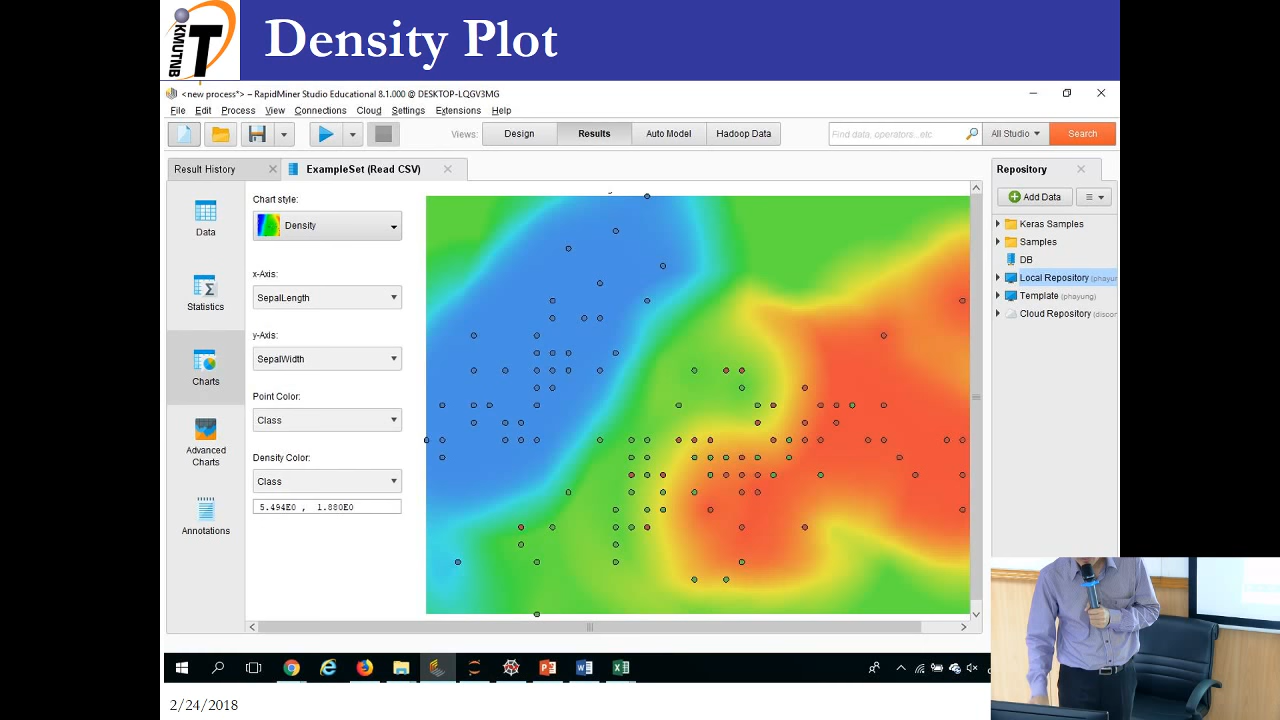 KMUTNB
T
Density Plot
<new process*> – RapidMiner Studio Educational 8.1.000 @ DESKTOP-LQGV3MG
File Edit Process View Connections Cloud Settings Extensions Help
Views: Design Results Auto Model Hadoop Data Find data, operators...etc All Studio Search
Result History ExampleSet (Read CSV) Repository
Chart style:
Density
Data
x-Axis:
SepalLength
Statistics
y-Axis:
SepalWidth
Charts
Point Color:
Class
Advanced
Charts
Density Color:
Class
5.494E0 , 1.880E0
Annotations
Add Data
Keras Samples
Samples
DB
Local Repository
Template (phayung)
Cloud Repository
2/24/2018